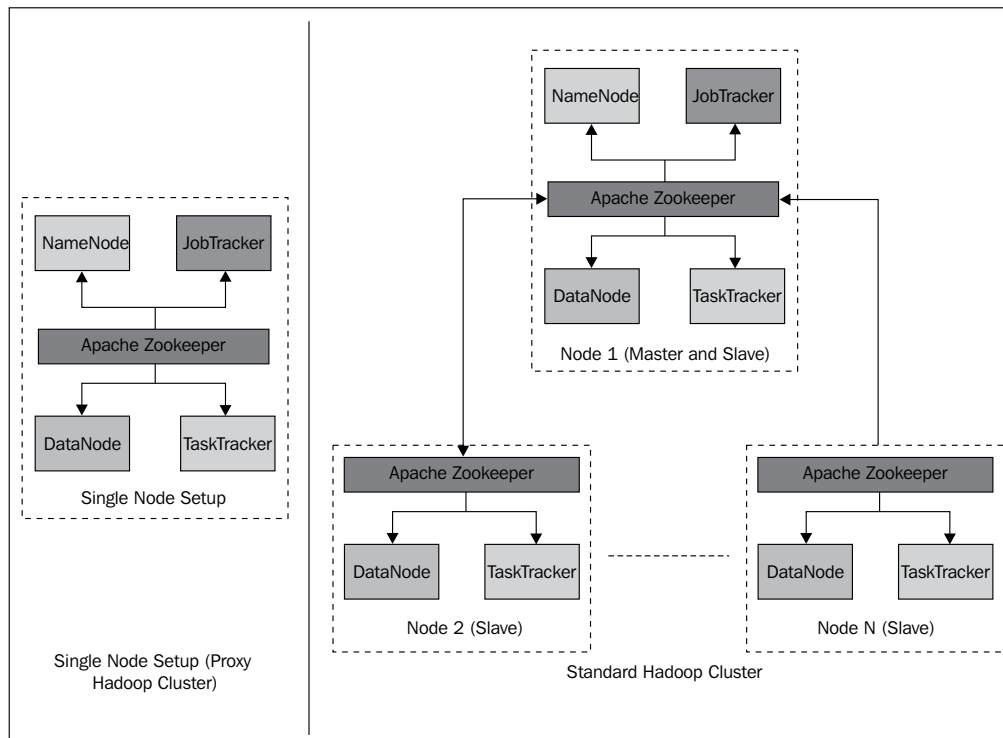 NameNode
JobTracker
Apache Zookeeper
DataNode
TaskTracker
Single Node Setup
Single Node Setup (Proxy
Hadoop Cluster)
NameNode
JobTracker
Apache Zookeeper
DataNode
TaskTracker
Node 1 (Master and Slave)
Apache Zookeeper
DataNode
TaskTracker
Node 2 (Slave)
Apache Zookeeper
DataNode
TaskTracker
Node N (Slave)
Standard Hadoop Cluster